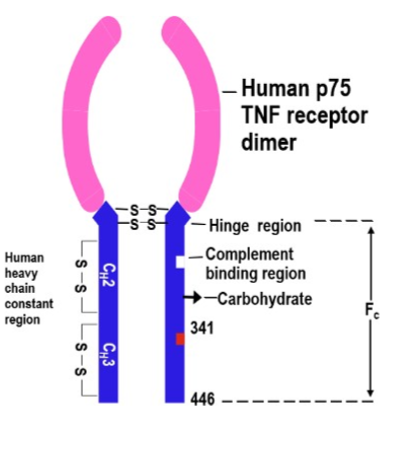 Human p75
TNF receptor
dimer
S–S
S–S
Hinge region
Complement
binding region
Carbohydrate
Human
heavy
chain
constant
region
S–S
CH2
S–S
CH3
341
Fc
446